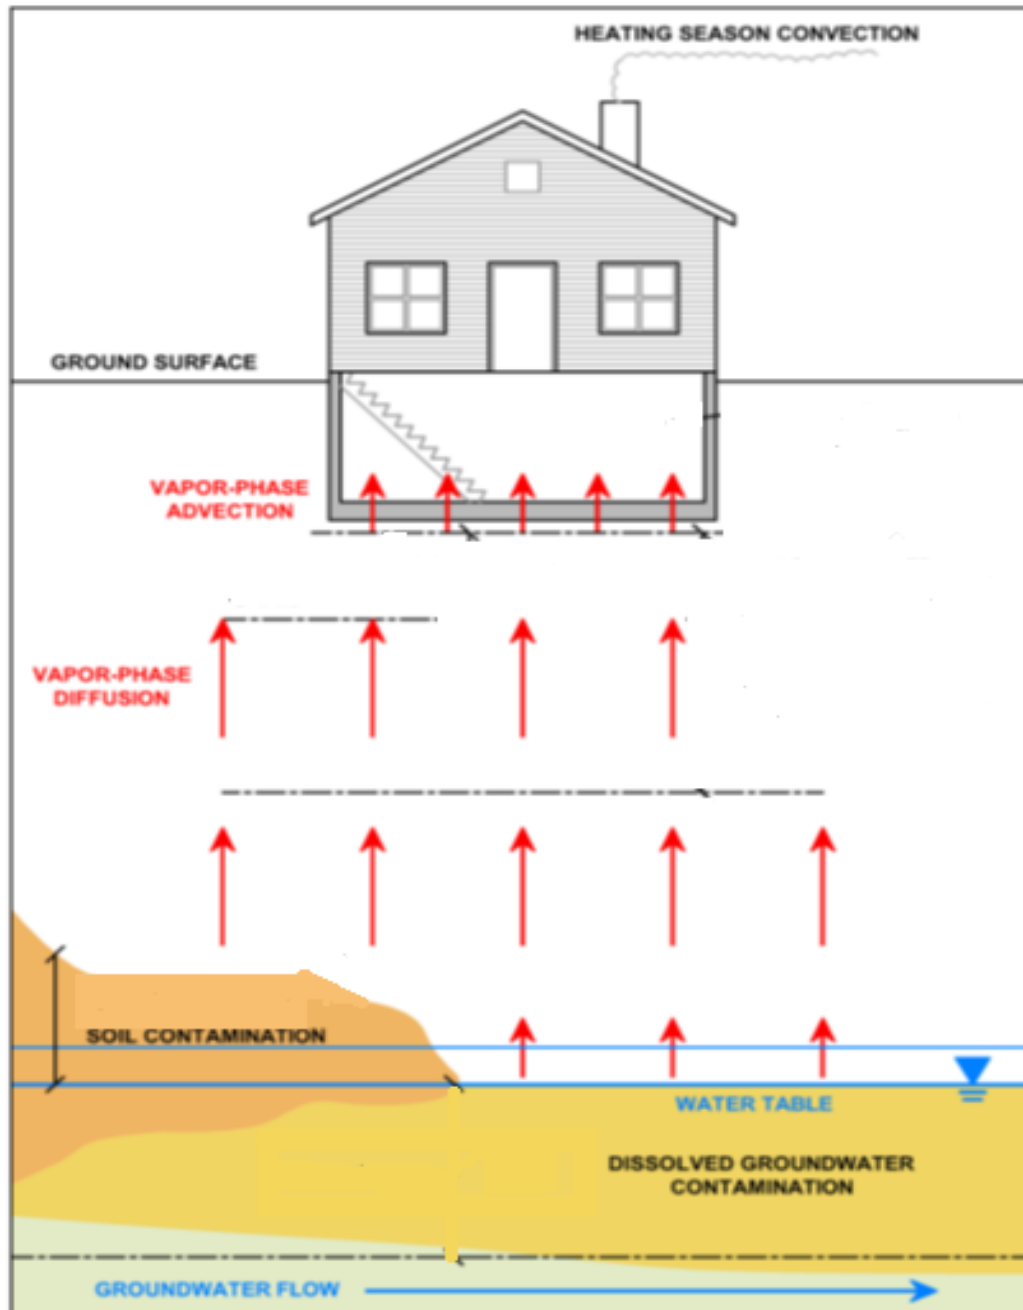 HEATING SEASON CONVECTION
GROUND SURFACE
VAPOR-PHASE
ADVECTION
VAPOR-PHASE
DIFFUSION
SOIL CONTAMINATION
WATER TABLE
DISSOLVED GROUNDWATER
CONTAMINATION
GROUNDWATER FLOW